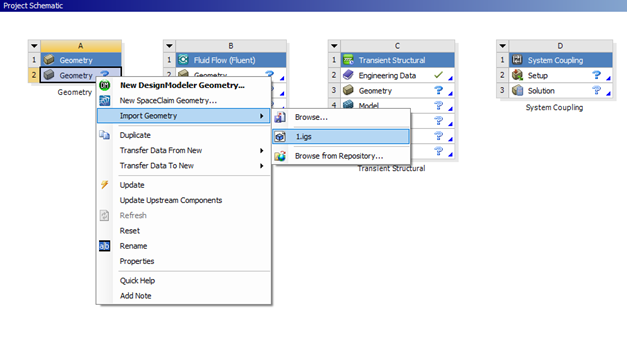 Project Schematic
A B C D
1 Geometry 1 Fluid Flow (Fluent) 1 Transient Structural 1 System Coupling
2 Geometry 2 Geometry 2 Engineering Data 2 Setup
Geometry 3 Geometry 3 Solution
4 Model System Coupling
Transient Structural
New DesignModeler Geometry...
New SpaceClaim Geometry...
Import Geometry
Duplicate
Transfer Data From New
Transfer Data To New
Update
Update Upstream Components
Refresh
Reset
Rename
Properties
Quick Help
Add Note
Browse...
1.igs
Browse from Repository...